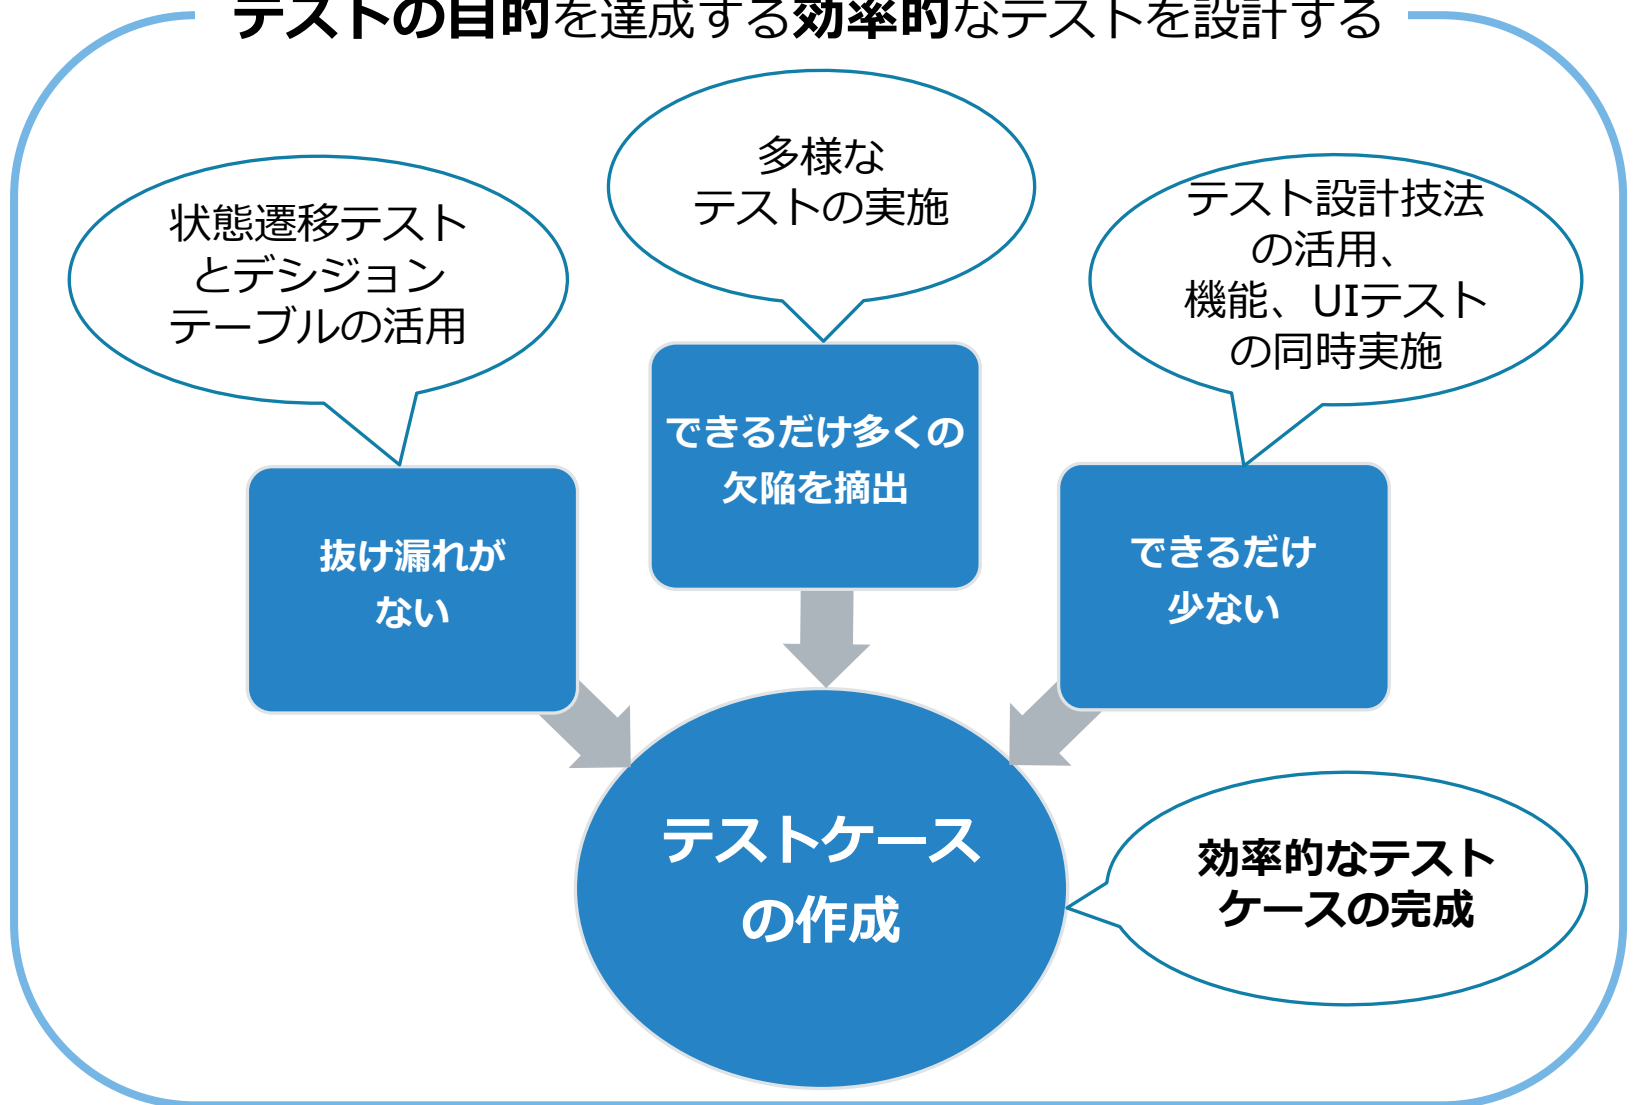 テストの目的を達成する効率的なテストを設計する
状態遷移テスト
とデシジョン
テーブルの活用
多様な
テストの実施
テスト設計技法
の活用、
機能、UIテスト
の同時実施
抜け漏れが
ない
できるだけ多くの
欠陥を摘出
できるだけ
少ない
テストケース
の作成
効率的なテスト
ケースの完成